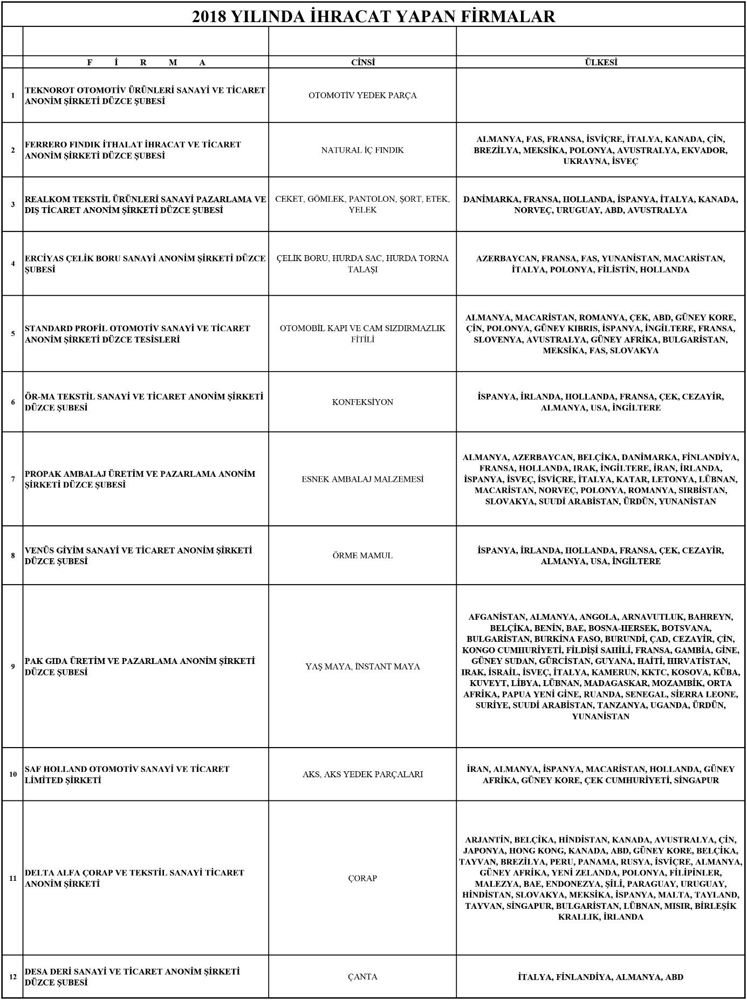 2018 YILINDA İHRACAT YAPAN FİRMALAR
F İ R M A CİNSİ ÜLKESİ
1
TEKNOROT OTOMOTİV ÜRÜNLERİ SANAYİ VE TİCARET
ANONİM ŞİRKETİ DÜZCE ŞUBESİ
OTOMOTİV YEDEK PARÇA
2
FERRERO FINDIK İTHALAT İHRACAT VE TİCARET
ANONİM ŞİRKETİ DÜZCE ŞUBESİ
NATURAL İÇ FINDIK
ALMANYA, FAS, FRANSA, İSVİÇRE, İTALYA, KANADA, ÇİN,
BREZİLYA, MEKSİKA, POLONYA, AVUSTRALYA, EKVADOR,
UKRAYNA, İSVEÇ
3
REALKOM TEKSTİL ÜRÜNLERİ SANAYİ PAZARLAMA VE
DIŞ TİCARET ANONİM ŞİRKETİ DÜZCE ŞUBESİ
CEKET, GÖMLEK, PANTOLON, ŞORT, ETEK,
YELEK
DANİMARKA, FRANSA, HOLLANDA, İSPANYA, İTALYA, KANADA,
NORVEÇ, URUGUAY, ABD, AVUSTRALYA
4
ERCİYAS ÇELİK BORU SANAYİ ANONİM ŞİRKETİ DÜZCE
ŞUBESİ
ÇELİK BORU, HURDA SAC, HURDA TORNA
TALAŞI
AZERBAYCAN, FRANSA, FAS, YUNANİSTAN, MACARİSTAN,
İTALYA, POLONYA, FİLİSTİN, HOLLANDA
5
STANDARD PROFİL OTOMOTİV SANAYİ VE TİCARET
ANONİM ŞİRKETİ DÜZCE TESİSLERİ
OTOMOBİL KAPI VE CAM SIZDIRMAZLIK
FİTİLİ
ALMANYA, MACARİSTAN, ROMANYA, ÇEK, ABD, GÜNEY KORE,
ÇİN, POLONYA, GÜNEY KIBRIS, İSPANYA, İNGİLTERE, FRANSA,
SLOVENYA, AVUSTRALYA, GÜNEY AFRİKA, BULGARİSTAN,
MEKSİKA, FAS, SLOVAKYA
6
ÖR-MA TEKSTİL SANAYİ VE TİCARET ANONİM ŞİRKETİ
DÜZCE ŞUBESİ
KONFEKSİYON
İSPANYA, İRLANDA, HOLLANDA, FRANSA, ÇEK, CEZAYİR,
ALMANYA, USA, İNGİLTERE
7
PROPAK AMBALAJ ÜRETİM VE PAZARLAMA ANONİM
ŞİRKETİ DÜZCE ŞUBESİ
ESNEK AMBALAJ MALZEMESİ
ALMANYA, AZERBAYCAN, BELÇİKA, DANİMARKA, FİNLANDİYA,
FRANSA, HOLLANDA, IRAK, İNGİLTERE, İRAN, İRLANDA,
İSPANYA, İSVEÇ, İSVİÇRE, İTALYA, KATAR, LETONYA, LÜBNAN,
MACARİSTAN, NORVEÇ, POLONYA, ROMANYA, SIRBİSTAN,
SLOVAKYA, SUUDİ ARABİSTAN, ÜRDÜN, YUNANİSTAN
8
VENÜS GİYİM SANAYİ VE TİCARET ANONİM ŞİRKETİ
DÜZCE ŞUBESİ
ÖRME MAMUL
İSPANYA, İRLANDA, HOLLANDA, FRANSA, ÇEK, CEZAYİR,
ALMANYA, USA, İNGİLTERE
9
PAK GIDA ÜRETİM VE PAZARLAMA ANONİM ŞİRKETİ
DÜZCE ŞUBESİ
YAŞ MAYA, İNSTANT MAYA
AFGANİSTAN, ALMANYA, ANGOLA, ARNAVUTLUK, BAHREYN,
BELÇİKA, BENİN, BAE, BOSNA-HERSEK, BOTSVANA,
BULGARİSTAN, BURKİNA FASO, BURUNDİ, ÇAD, CEZAYİR, ÇİN,
KONGO CUMHURİYETİ, FİLDİŞİ SAHİLİ, FRANSA, GAMBİA, GİNE,
GÜNEY SUDAN, GÜRCİSTAN, GUYANA, HAİTİ, HIRVATİSTAN,
IRAK, İSRAİL, İSVEÇ, İTALYA, KAMERUN, KKTC, KOSOVA, KÜBA,
KUVEYT, LİBYA, LÜBNAN, MADAGASKAR, MOZAMBİK, ORTA
AFRİKA, PAPUA YENİ GİNE, RUANDA, SENEGAL, SİERRA LEONE,
SURİYE, SUUDİ ARABİSTAN, TANZANYA, UGANDA, ÜRDÜN,
YUNANİSTAN
10
SAF HOLLAND OTOMOTİV SANAYİ VE TİCARET
LİMİTED ŞİRKETİ
AKS, AKS YEDEK PARÇALARI
İRAN, ALMANYA, İSPANYA, MACARİSTAN, HOLLANDA, GÜNEY
AFRİKA, GÜNEY KORE, ÇEK CUMHURİYETİ, SİNGAPUR
11
DELTA ALFA ÇORAP VE TEKSTİL SANAYİ TİCARET
ANONİM ŞİRKETİ
ÇORAP
ARJANTİN, BELÇİKA, HİNDİSTAN, KANADA, AVUSTRALYA, ÇİN,
JAPONYA, HONG KONG, KANADA, ABD, GÜNEY KORE, BELÇİKA,
TAYVAN, BREZİLYA, PERU, PANAMA, RUSYA, İSVİÇRE, ALMANYA,
GÜNEY AFRİKA, YENİ ZELANDA, POLONYA, FİLİPİNLER,
MALEZYA, BAE, ENDONEZYA, ŞİLİ, PARAGUAY, URUGUAY,
HİNDİSTAN, SLOVAKYA, MEKSİKA, İSPANYA, MALTA, TAYLAND,
TAYVAN, SİNGAPUR, BULGARİSTAN, LÜBNAN, MISIR, BİRLEŞİK
KRALLIK, İRLANDA
12
DESA DERİ SANAYİ VE TİCARET ANONİM ŞİRKETİ
DÜZCE ŞUBESİ
ÇANTA
İTALYA, FİNLANDİYA, ALMANYA, ABD